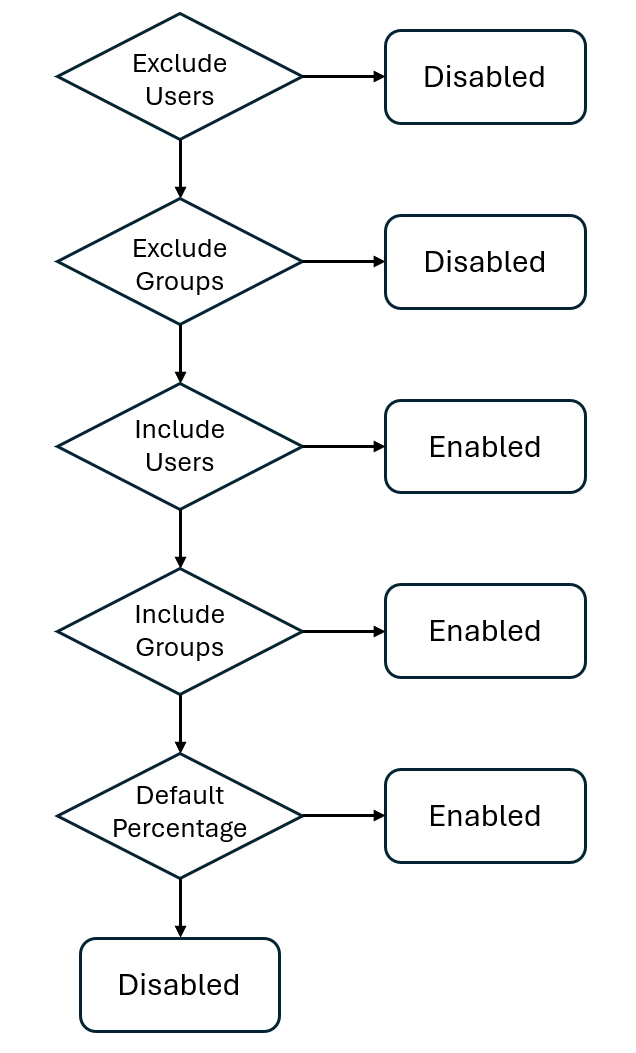 Exclude
Users
Disabled
Exclude
Groups
Disabled
Include
Users
Enabled
Include
Groups
Enabled
Default
Percentage
Enabled
Disabled